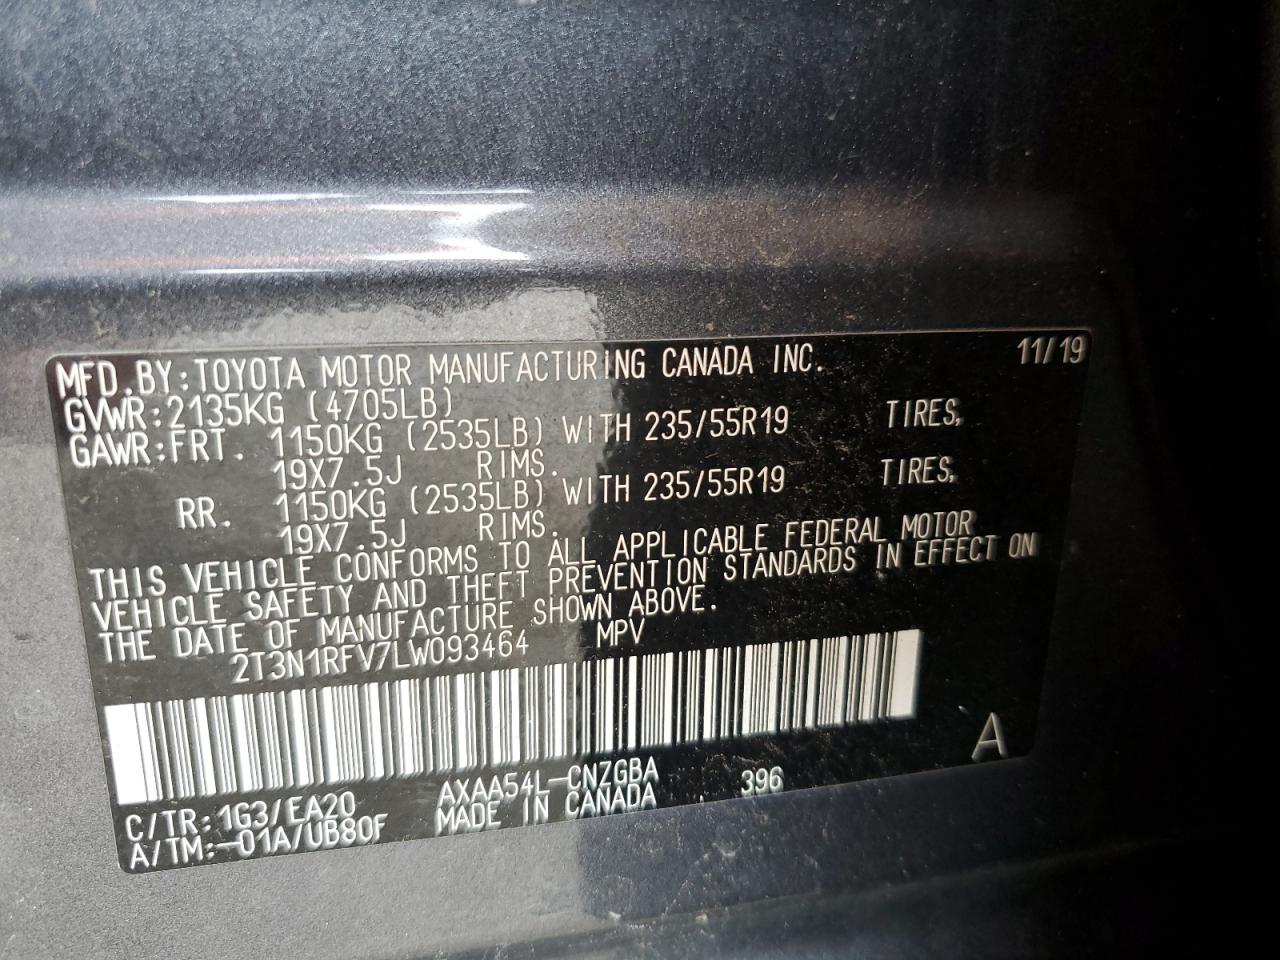 MFD.BY:TOYOTA MOTOR MANUFACTURING CANADA INC. 11/19
GVWR:2135KG (4705LB)
GAWR:FRT. 1150KG (2535LB) WITH 235/55R19 TIRES,
19X7.5J RIMS.
RR. 1150KG (2535LB) WITH 235/55R19 TIRES,
19X7.5J RIMS.
THIS VEHICLE CONFORMS TO ALL APPLICABLE FEDERAL MOTOR
VEHICLE SAFETY AND THEFT PREVENTION STANDARDS IN EFFECT ON
THE DATE OF MANUFACTURE SHOWN ABOVE.
2T3N1RFV7LW093464 MPV
A
C/TR:1G3/EA20 AXAA54L-CNZGBA 396
A/TM:-01A/UB80F MADE IN CANADA